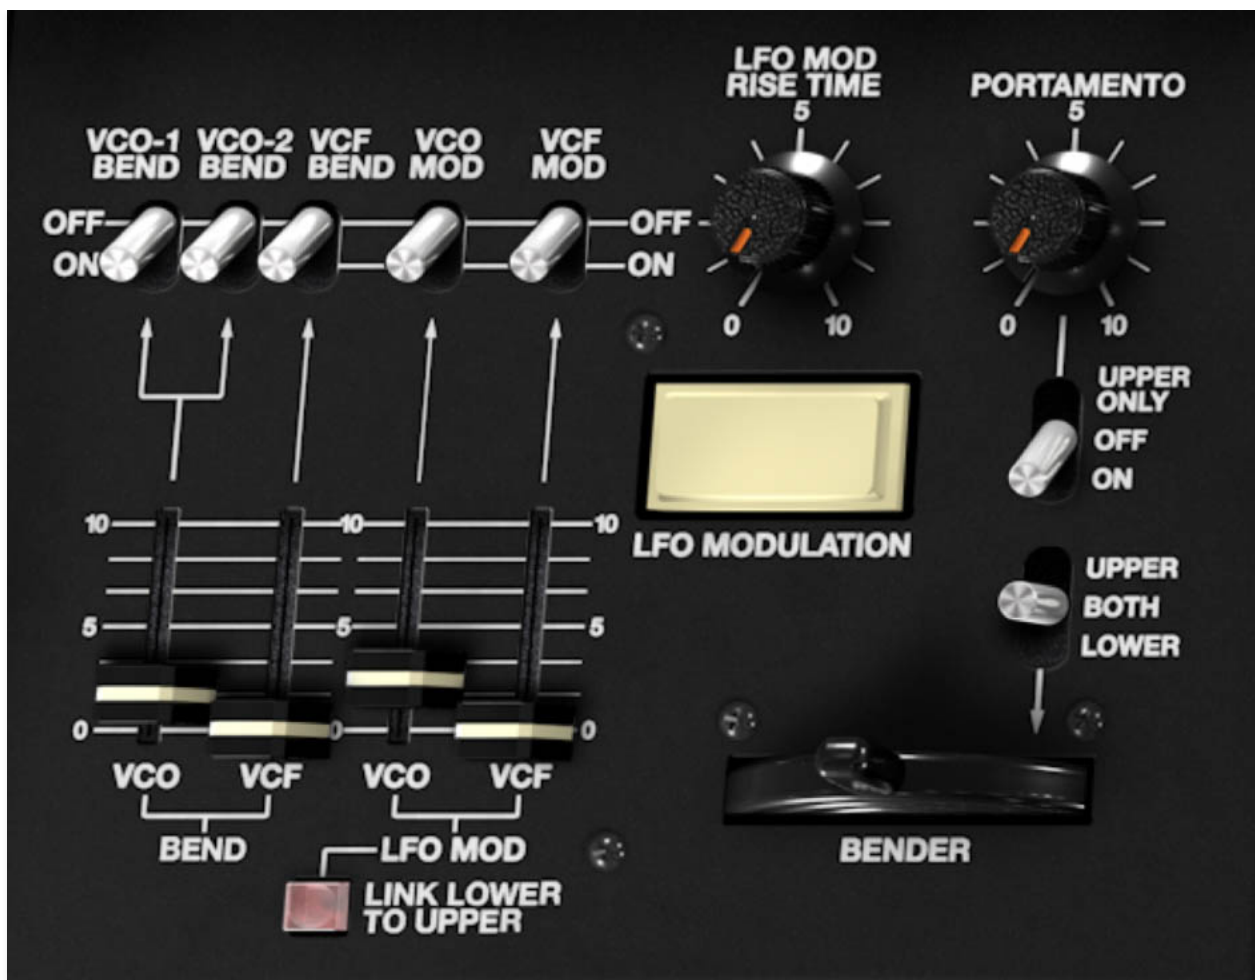 LFO MOD
RISE TIME
5
PORTAMENTO
5
VCO-1
BEND
VCO-2
BEND
VCF
BEND
VCO
MOD
VCF
MOD
OFF
OFF
ON
ON
0
10
0
10
UPPER
ONLY
OFF
ON
LFO MODULATION
10
10
10
5
5
5
0
0
0
UPPER
BOTH
LOWER
VCO
VCF
VCO
VCF
BEND
LFO MOD
BENDER
LINK LOWER
TO UPPER